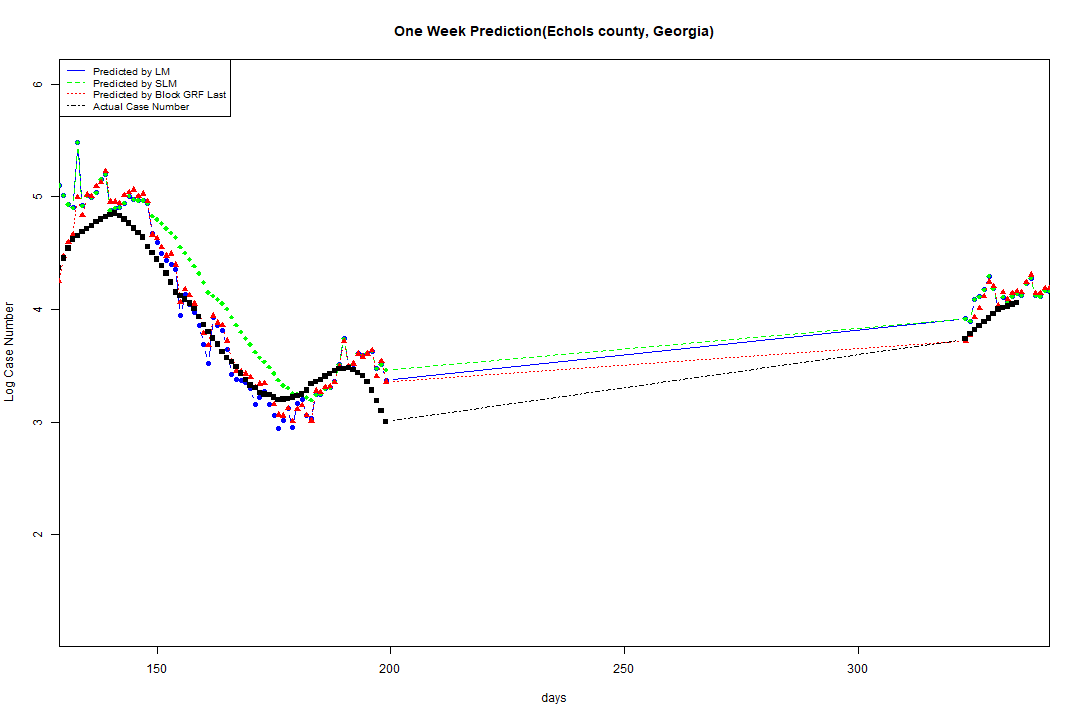 One Week Prediction(Echols county, Georgia)
Predicted by LM
Predicted by SLM
Predicted by Block GRF Last
Actual Case Number
6
5
4
3
2
Log Case Number
150 200 250 300
days